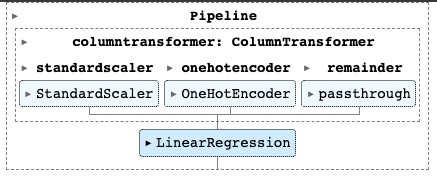 Pipeline
columntransformer: ColumnTransformer
standardscaler onehotencoder remainder
StandardScaler OneHotEncoder passthrough
LinearRegression